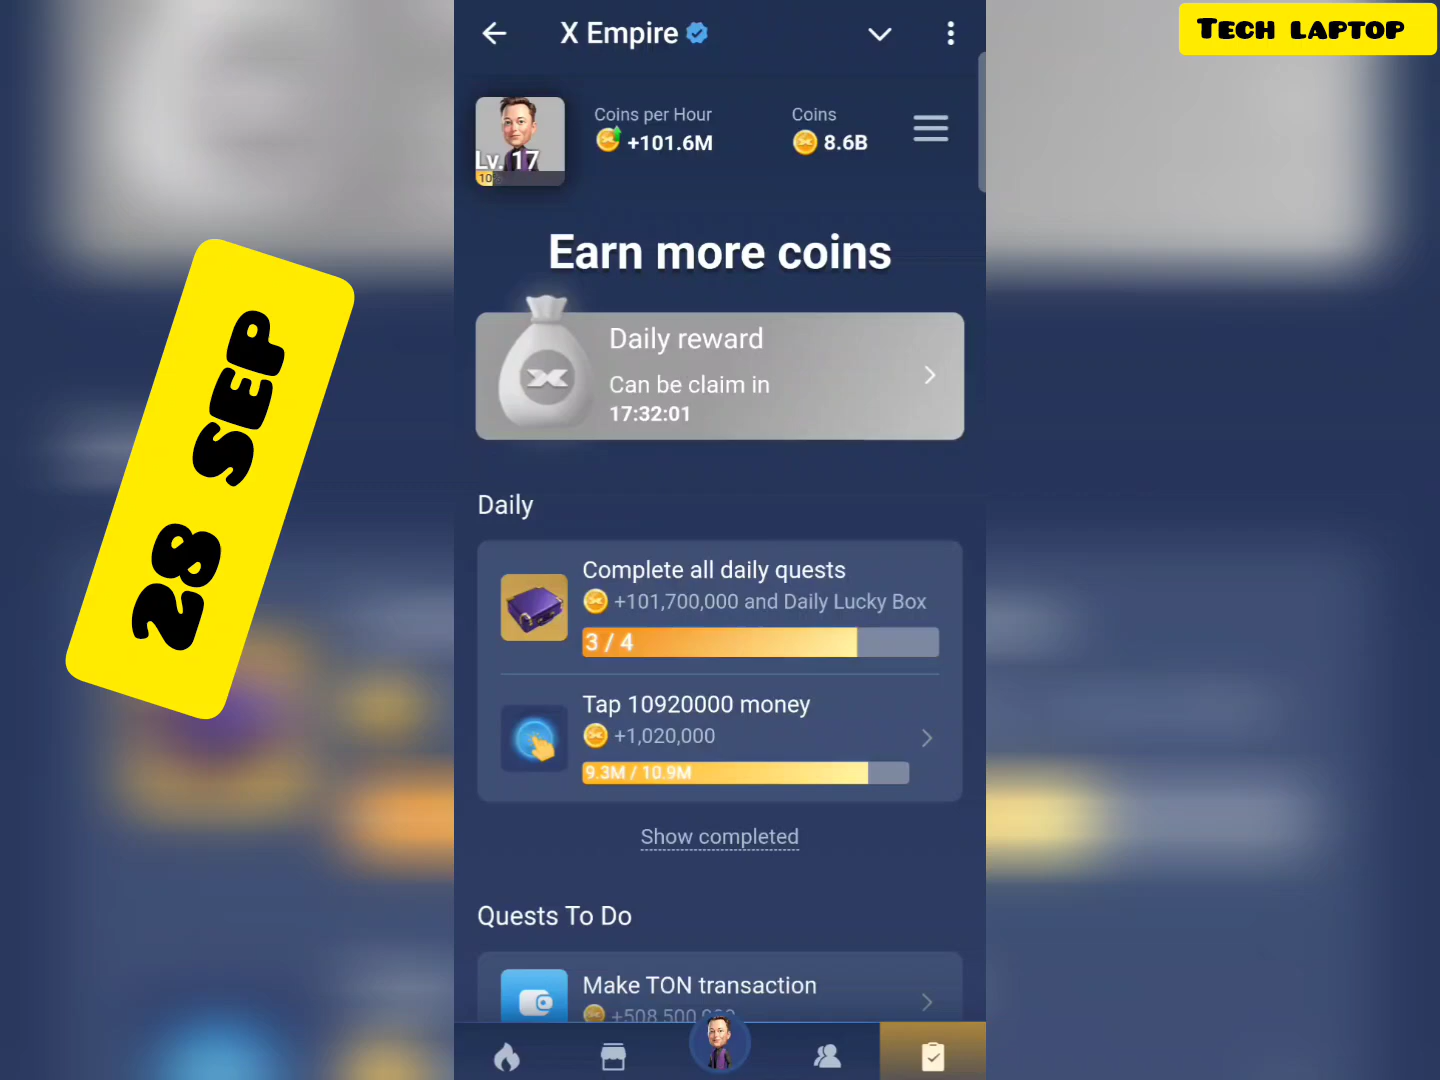 TECH LAPTOP
X Empire
Coins per Hour
+101.6M
Coins
8.6B
Lv. 17
10%
Earn more coins
Daily reward
Can be claim in
17:32:01
28 SEP
Daily
Complete all daily quests
+101,700,000 and Daily Lucky Box
3 / 4
Tap 10920000 money
+1,020,000
9.3M / 10.9M
Show completed
Quests To Do
Make TON transaction